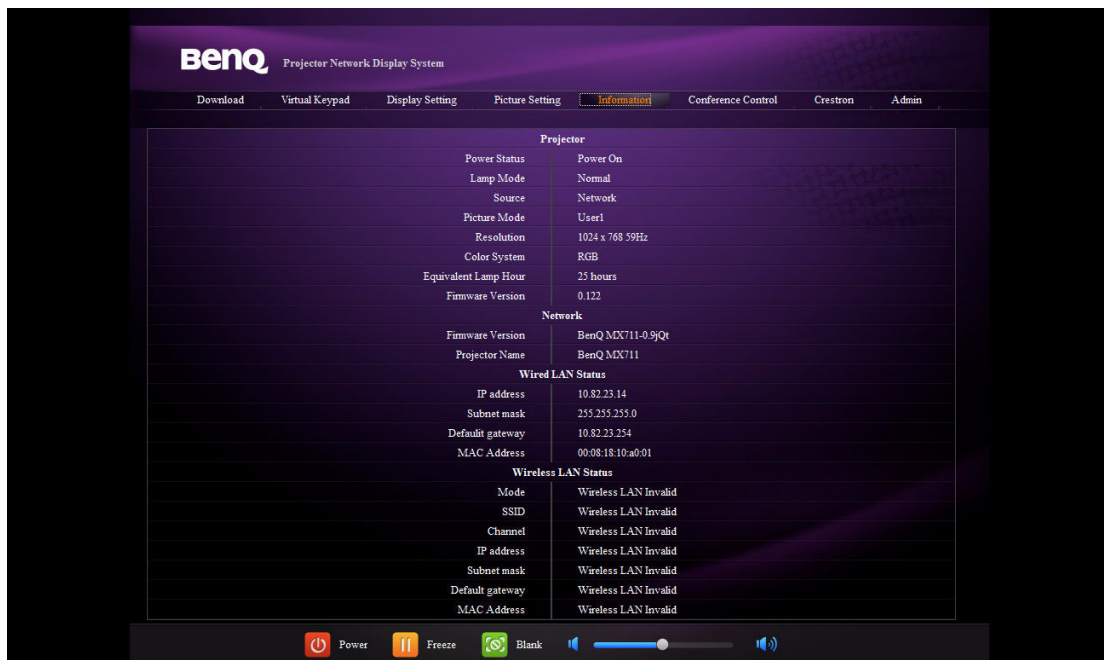 BenQ Projector Network Display System
Download Virtual Keypad Display Setting Picture Setting Information Conference Control Crestron Admin
Projector
Power Status Power On
Lamp Mode Normal
Source Network
Picture Mode User1
Resolution 1024 x 768 59Hz
Color System RGB
Equivalent Lamp Hour 25 hours
Firmware Version 0.122
Network
Firmware Version BenQ MX711-0.9jQt
Projector Name BenQ MX711
Wired LAN Status
IP address 10.82.23.14
Subnet mask 255.255.255.0
Defaulit gateway 10.82.23.254
MAC Address 00:08:18:10:a0:01
Wireless LAN Status
Mode Wireless LAN Invalid
SSID Wireless LAN Invalid
Channel Wireless LAN Invalid
IP address Wireless LAN Invalid
Subnet mask Wireless LAN Invalid
Default gateway Wireless LAN Invalid
MAC Address Wireless LAN Invalid
Power Freeze Blank